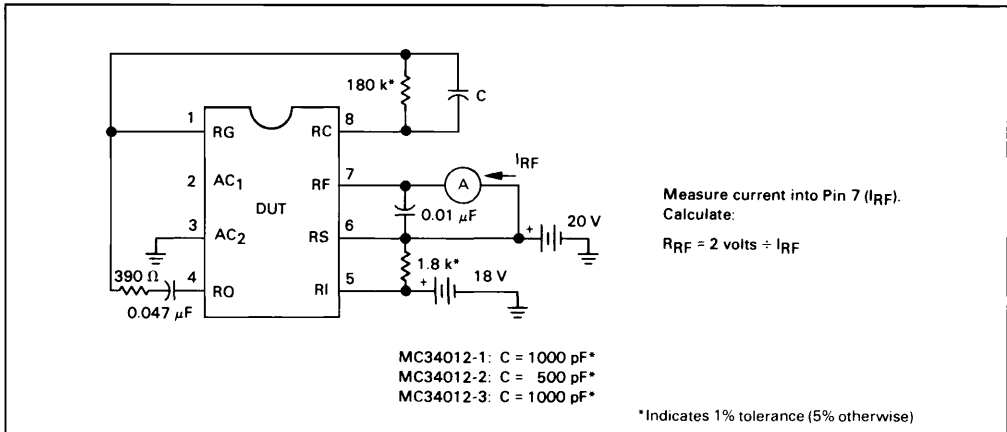 180 k*
C
1
RG
RC
8
IRF
2
AC1
RF
7
A
DUT
0.01 μF
20 V
3
AC2
RS
6
+
1.8 k*
390 Ω
4
RO
RI
5
+
18 V
0.047 μF
Measure current into Pin 7 (IRF).
Calculate:
RRF = 2 volts ÷ IRF
MC34012-1: C = 1000 pF*
MC34012-2: C = 500 pF*
MC34012-3: C = 1000 pF*
*Indicates 1% tolerance (5% otherwise)